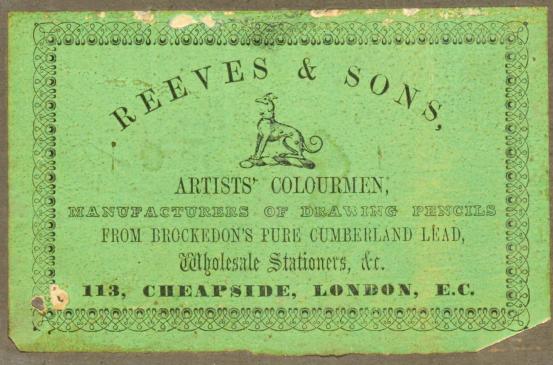 REEVES & SONS,
ARTISTS' COLOURMEN,
MANUFACTURERS OF DRAWING PENCILS
FROM BROCKEDON'S PURE CUMBERLAND LEAD,
Wholesale Stationers, &c.
113, CHEAPSIDE, LONDON, E.C.